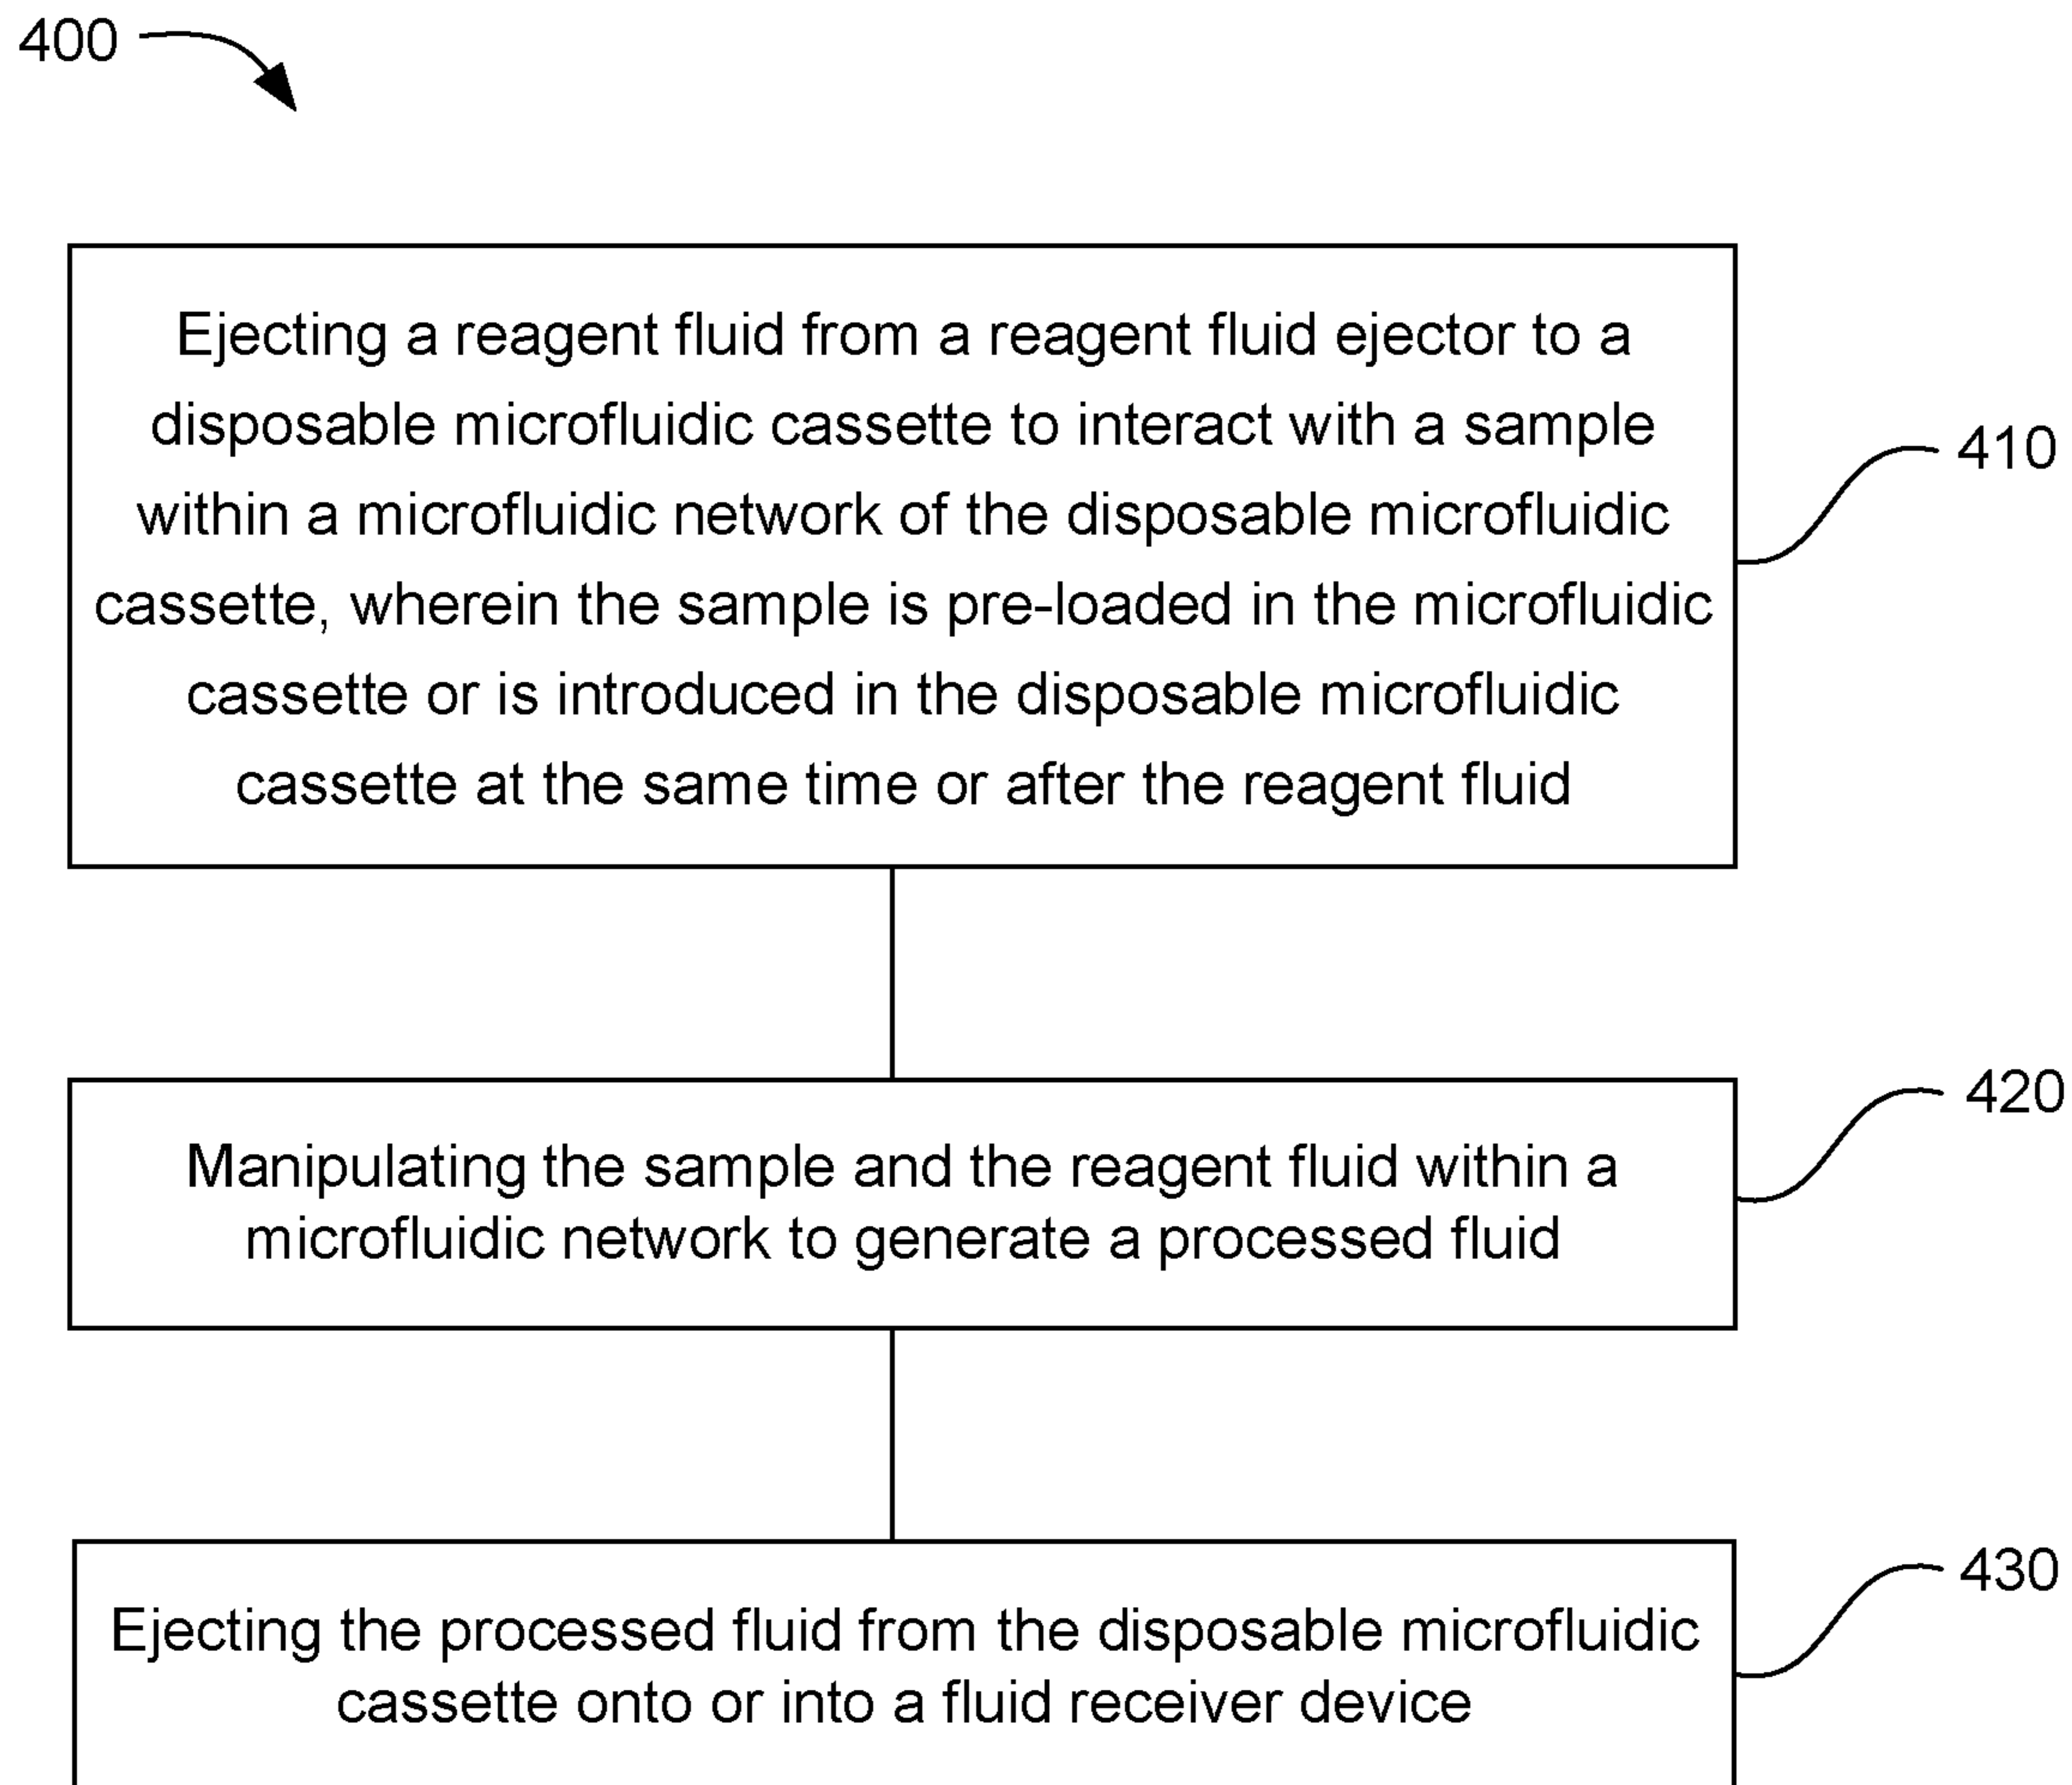 400
Ejecting a reagent fluid from a reagent fluid ejector to a
disposable microfluidic cassette to interact with a sample
within a microfluidic network of the disposable microfluidic
cassette, wherein the sample is pre-loaded in the microfluidic
cassette or is introduced in the disposable microfluidic
cassette at the same time or after the reagent fluid
410
Manipulating the sample and the reagent fluid within a
microfluidic network to generate a processed fluid
420
Ejecting the processed fluid from the disposable microfluidic
cassette onto or into a fluid receiver device
430